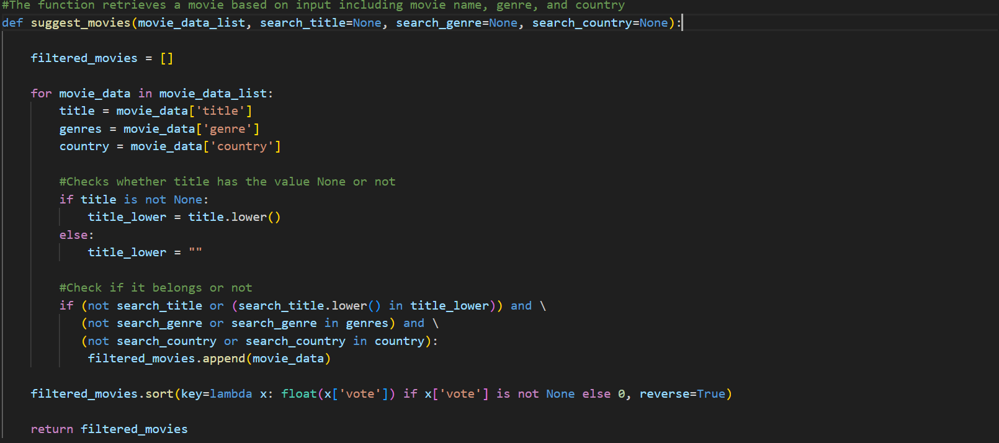 #The function retrieves a movie based on input including movie name, genre, and country
def suggest_movies(movie_data_list, search_title=None, search_genre=None, search_country=None):
    filtered_movies = []
    for movie_data in movie_data_list:
        title = movie_data['title']
        genres = movie_data['genre']
        country = movie_data['country']
        #Checks whether title has the value None or not
        if title is not None:
            title_lower = title.lower()
        else:
            title_lower = ""
        #Check if it belongs or not
        if (not search_title or (search_title.lower() in title_lower)) and \
           (not search_genre or search_genre in genres) and \
           (not search_country or search_country in country):
            filtered_movies.append(movie_data)
    filtered_movies.sort(key=lambda x: float(x['vote']) if x['vote'] is not None else 0, reverse=True)
    return filtered_movies